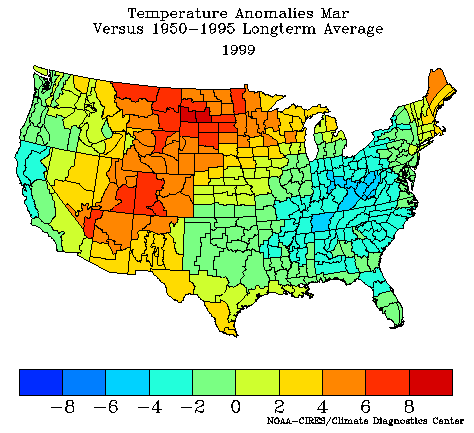 Temperature Anomalies Mar
Versus 1950-1995 Longterm Average
1999
-8 -6 -4 -2 0 2 4 6 8
NOAA-CIRES/Climate Diagnostics Center